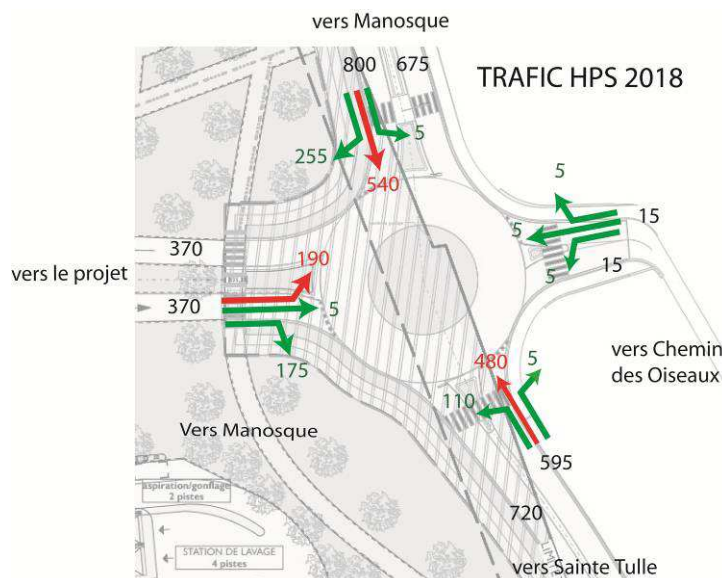 vers Manosque
800 675
TRAFIC HPS 2018
5
255
540
5
15
5
370
190
vers le projet
15
5
370
5
480
5
vers Chemin
des Oiseaux
175
110
Vers Manosque
595
aspiration/gonflage
2 pistes
720
STATION DE LAVAGE
4 pistes
vers Sainte Tulle